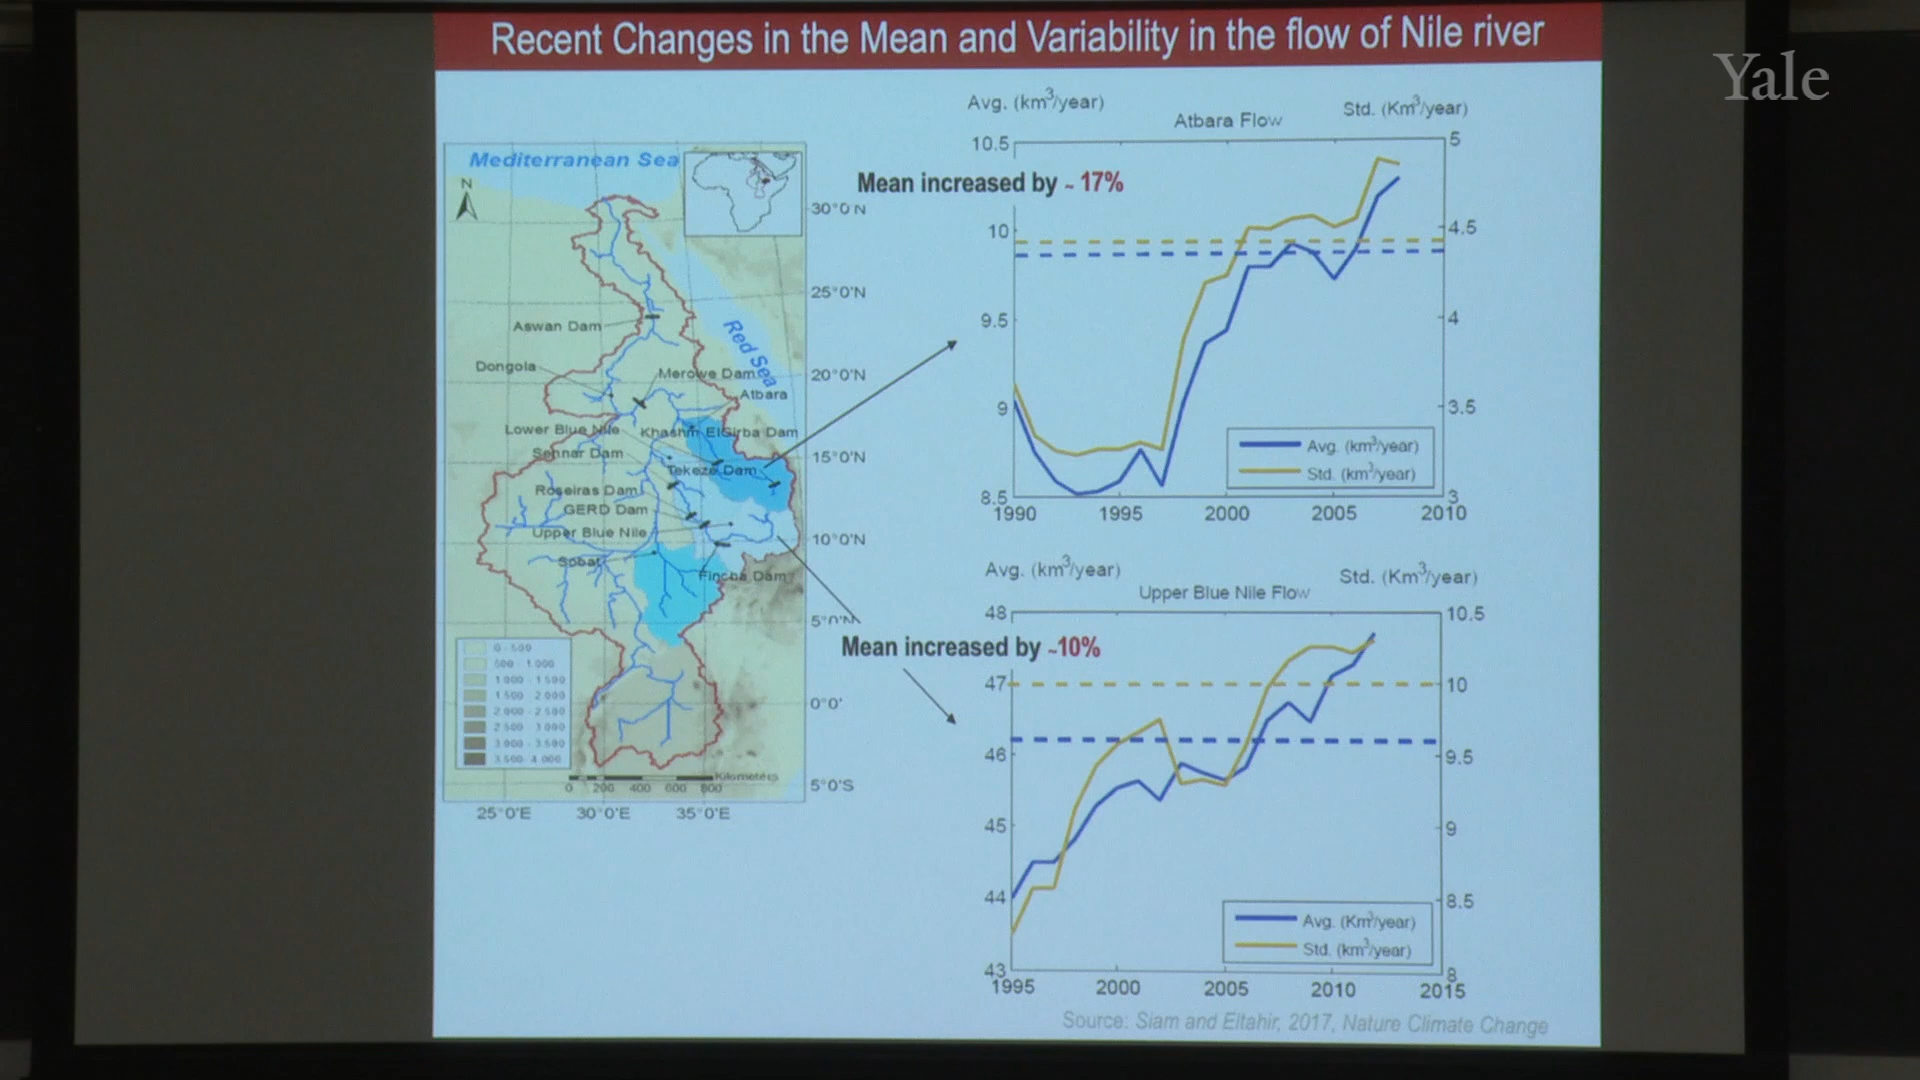 Recent Changes in the Mean and Variability in the flow of Nile river
Yale
Mediterranean Sea
N
30°0'N
25°0'N
Aswan Dam
Red Sea
Dongola
Merowe Dam
20°0'N
Atbara
Lower Blue Nile
Khashm ElGirba Dam
Sennar Dam
15°0'N
Tekeze Dam
Roseiras Dam
GERD Dam
Upper Blue Nile
10°0'N
Sobat
Fincha Dam
5°0'N
0 - 500
500 - 1.000
1 000 - 1 500
1 500 - 2 000
2 000 - 2 500
2 500 - 3 000
3 000 - 3.500
3.500 - 4 000
0°0'
Kilometers
0 200 400 600 800
5°0'S
25°0'E 30°0'E 35°0'E
Avg. (km³/year)
Std. (Km³/year)
Atbara Flow
Mean increased by ~ 17%
10.5
10
9.5
9
8.5
5
4.5
4
3.5
3
Avg. (km³/year)
Std. (km³/year)
1990 1995 2000 2005 2010
Avg. (km³/year)
Std. (Km³/year)
Upper Blue Nile Flow
Mean increased by ~10%
48
47
46
45
44
43
10.5
10
9.5
9
8.5
8
Avg. (Km³/year)
Std. (km³/year)
1995 2000 2005 2010 2015
Source: Siam and Eltahir, 2017, Nature Climate Change